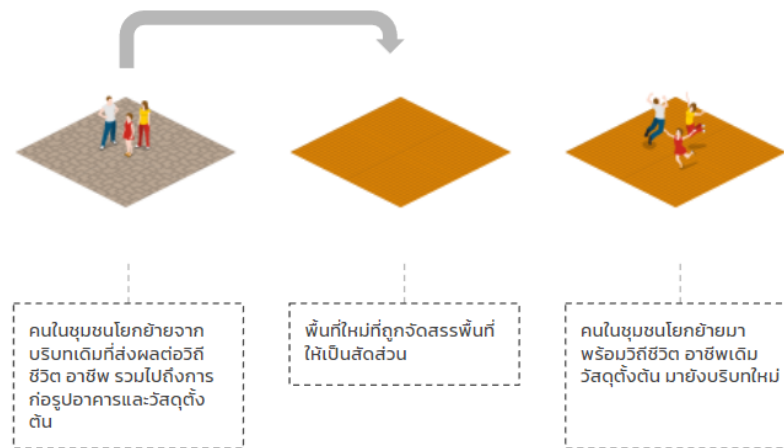 คนในชุมชนโยกย้ายจาก
บริบทเดิมที่ส่งผลต่อวิถี
ชีวิต อาชีพ รวมไปถึงการ
ก่อรูปอาคารและวัสดุตั้ง
ต้น
พื้นที่ใหม่ที่ถูกจัดสรรพื้นที่
ให้เป็นสัดส่วน
คนในชุมชนโยกย้ายมา
พร้อมวิถีชีวิต อาชีพเดิม
วัสดุตั้งต้น มายังบริบทใหม่